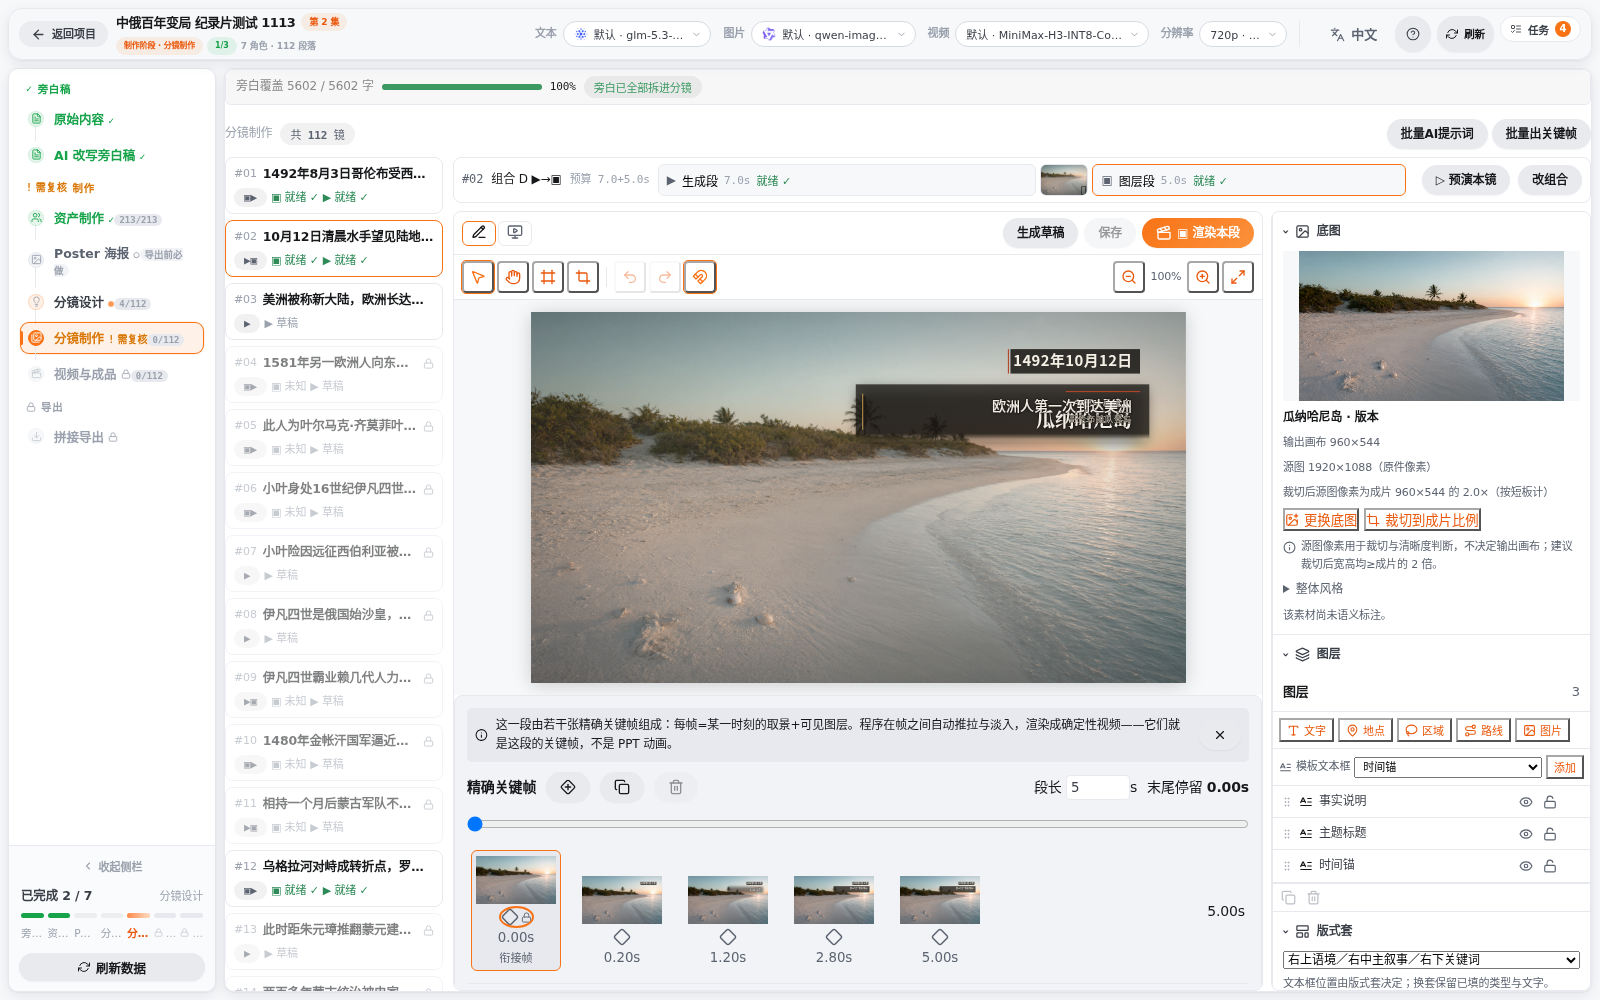 返回项目
中俄百年变局 纪录片测试 1113 第 2 集
制作阶段 · 分镜制作 1/3 7 角色 · 112 段落
文本 默认 · glm-5.3-...
图片 默认 · qwen-imag...
视频 默认 · MiniMax-H3-INT8-Co...
分辨率 720p · ...
中文
刷新
任务 4
旁白稿
原始内容 ✓
AI 改写旁白稿 ✓
! 需复核 制作
资产制作 ✓ 213/213
Poster 海报 ○ 导出前必做
分镜设计 4/112
分镜制作 ! 需复核 0/112
视频与成品 0/112
导出
拼接导出
收起侧栏
已完成 2 / 7 分镜设计
旁... 资... P... 分... 分... ... ...
刷新数据
旁白覆盖 5602 / 5602 字 100% 旁白已全部拆进分镜
分镜制作 共 112 镜
批量AI提示词 批量出关键帧
#01 1492年8月3日哥伦布受西...
▣▶ ▣ 就绪 ✓ ▶ 就绪 ✓
#02 10月12日清晨水手望见陆地...
▶▣ ▣ 就绪 ✓ ▶ 就绪 ✓
#03 美洲被称新大陆，欧洲长达...
▶ ▶ 草稿
#04 1581年另一欧洲人向东...
▣▶ ▣ 未知 ▶ 草稿
#05 此人为叶尔马克·齐莫菲叶...
▣▶ ▣ 未知 ▶ 草稿
#06 小叶身处16世纪伊凡四世...
▣▶ ▣ 未知 ▶ 草稿
#07 小叶险因远征西伯利亚被...
▶ ▶ 草稿
#08 伊凡四世是俄国始沙皇，...
▶ ▶ 草稿
#09 伊凡四世霸业赖几代人力...
▶▣ ▣ 未知 ▶ 草稿
#10 1480年金帐汗国军逼近...
▣▶ ▣ 未知 ▶ 草稿
#11 相持一个月后蒙古军队不...
▶▣ ▣ 未知 ▶ 草稿
#12 乌格拉河对峙成转折点，罗...
▣▶ ▣ 就绪 ✓ ▶ 就绪 ✓
#13 此时距朱元璋推翻蒙元建...
▶ ▶ 草稿
#02 组合 D ▶→▣ 预算 7.0+5.0s
▶ 生成段 7.0s 就绪 ✓
▣ 图层段 5.0s 就绪 ✓
▷ 预演本镜 改组合
生成草稿 保存 ▣ 渲染本段
100%
1492年10月12日
欧洲人第一次到达美洲
瓜纳哈尼岛
这一段由若干张精确关键帧组成：每帧=某一时刻的取景+可见图层。程序在帧之间自动推拉与淡入，渲染成确定性视频——它们就
是这段的关键帧，不是 PPT 动画。
精确关键帧
段长 5 s 末尾停留 0.00s
0.00s 0.20s 1.20s 2.80s 5.00s
衔接帧
5.00s
底图
瓜纳哈尼岛 · 版本
输出画布 960×544
源图 1920×1088（原件像素）
裁切后源图像素为成片 960×544 的 2.0×（按短板计）
更换底图 裁切到成片比例
源图像素用于裁切与清晰度判断，不决定输出画布；建议
裁切后宽高均≥成片的 2 倍。
▶ 整体风格
该素材尚未语义标注。
图层
图层 3
文字 地点 区域 路线 图片
模板文本框 时间锚 添加
事实说明
主题标题
时间锚
版式套
右上语境／右中主叙事／右下关键词
文本框位置由版式套决定；换套保留已填的类型与文字。